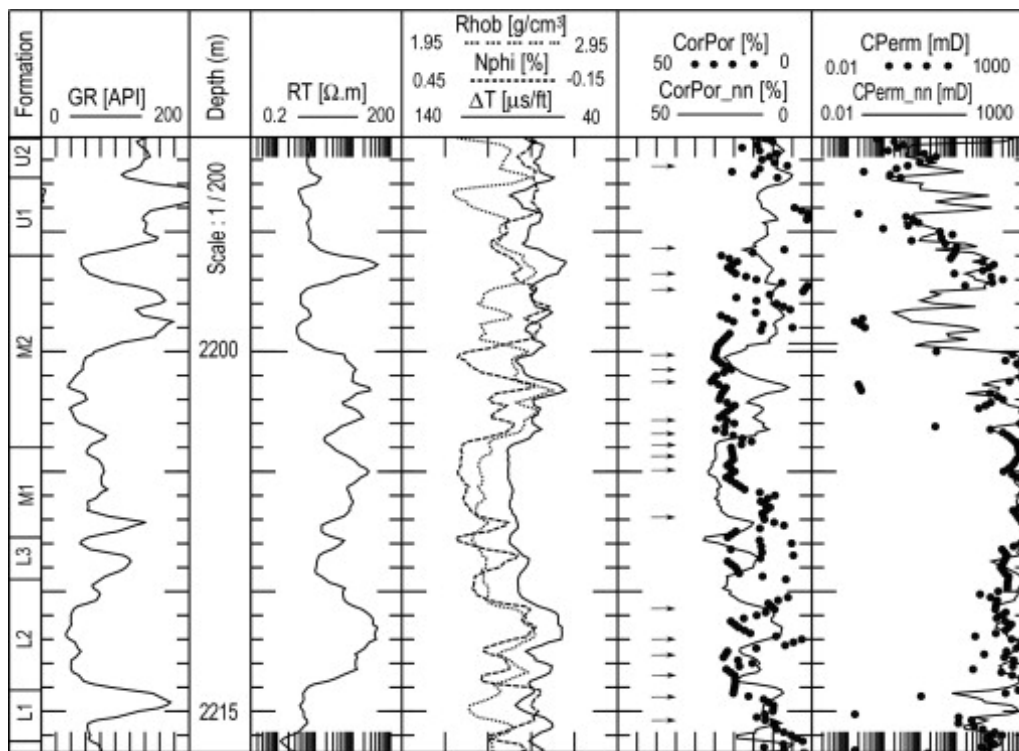 Formation
GR [API]
0 200
Depth (m)
RT [Ω.m]
0.2 200
Rhob [g/cm³]
1.95 2.95
Nphi [%]
0.45 -0.15
ΔT [µs/ft]
140 40
CorPor [%]
50 0
CorPor_nn [%]
50 0
CPerm [mD]
0.01 1000
CPerm_nn [mD]
0.01 1000
Scale : 1 / 200
U2
U1
M2
M1
L3
L2
L1
2200
2215